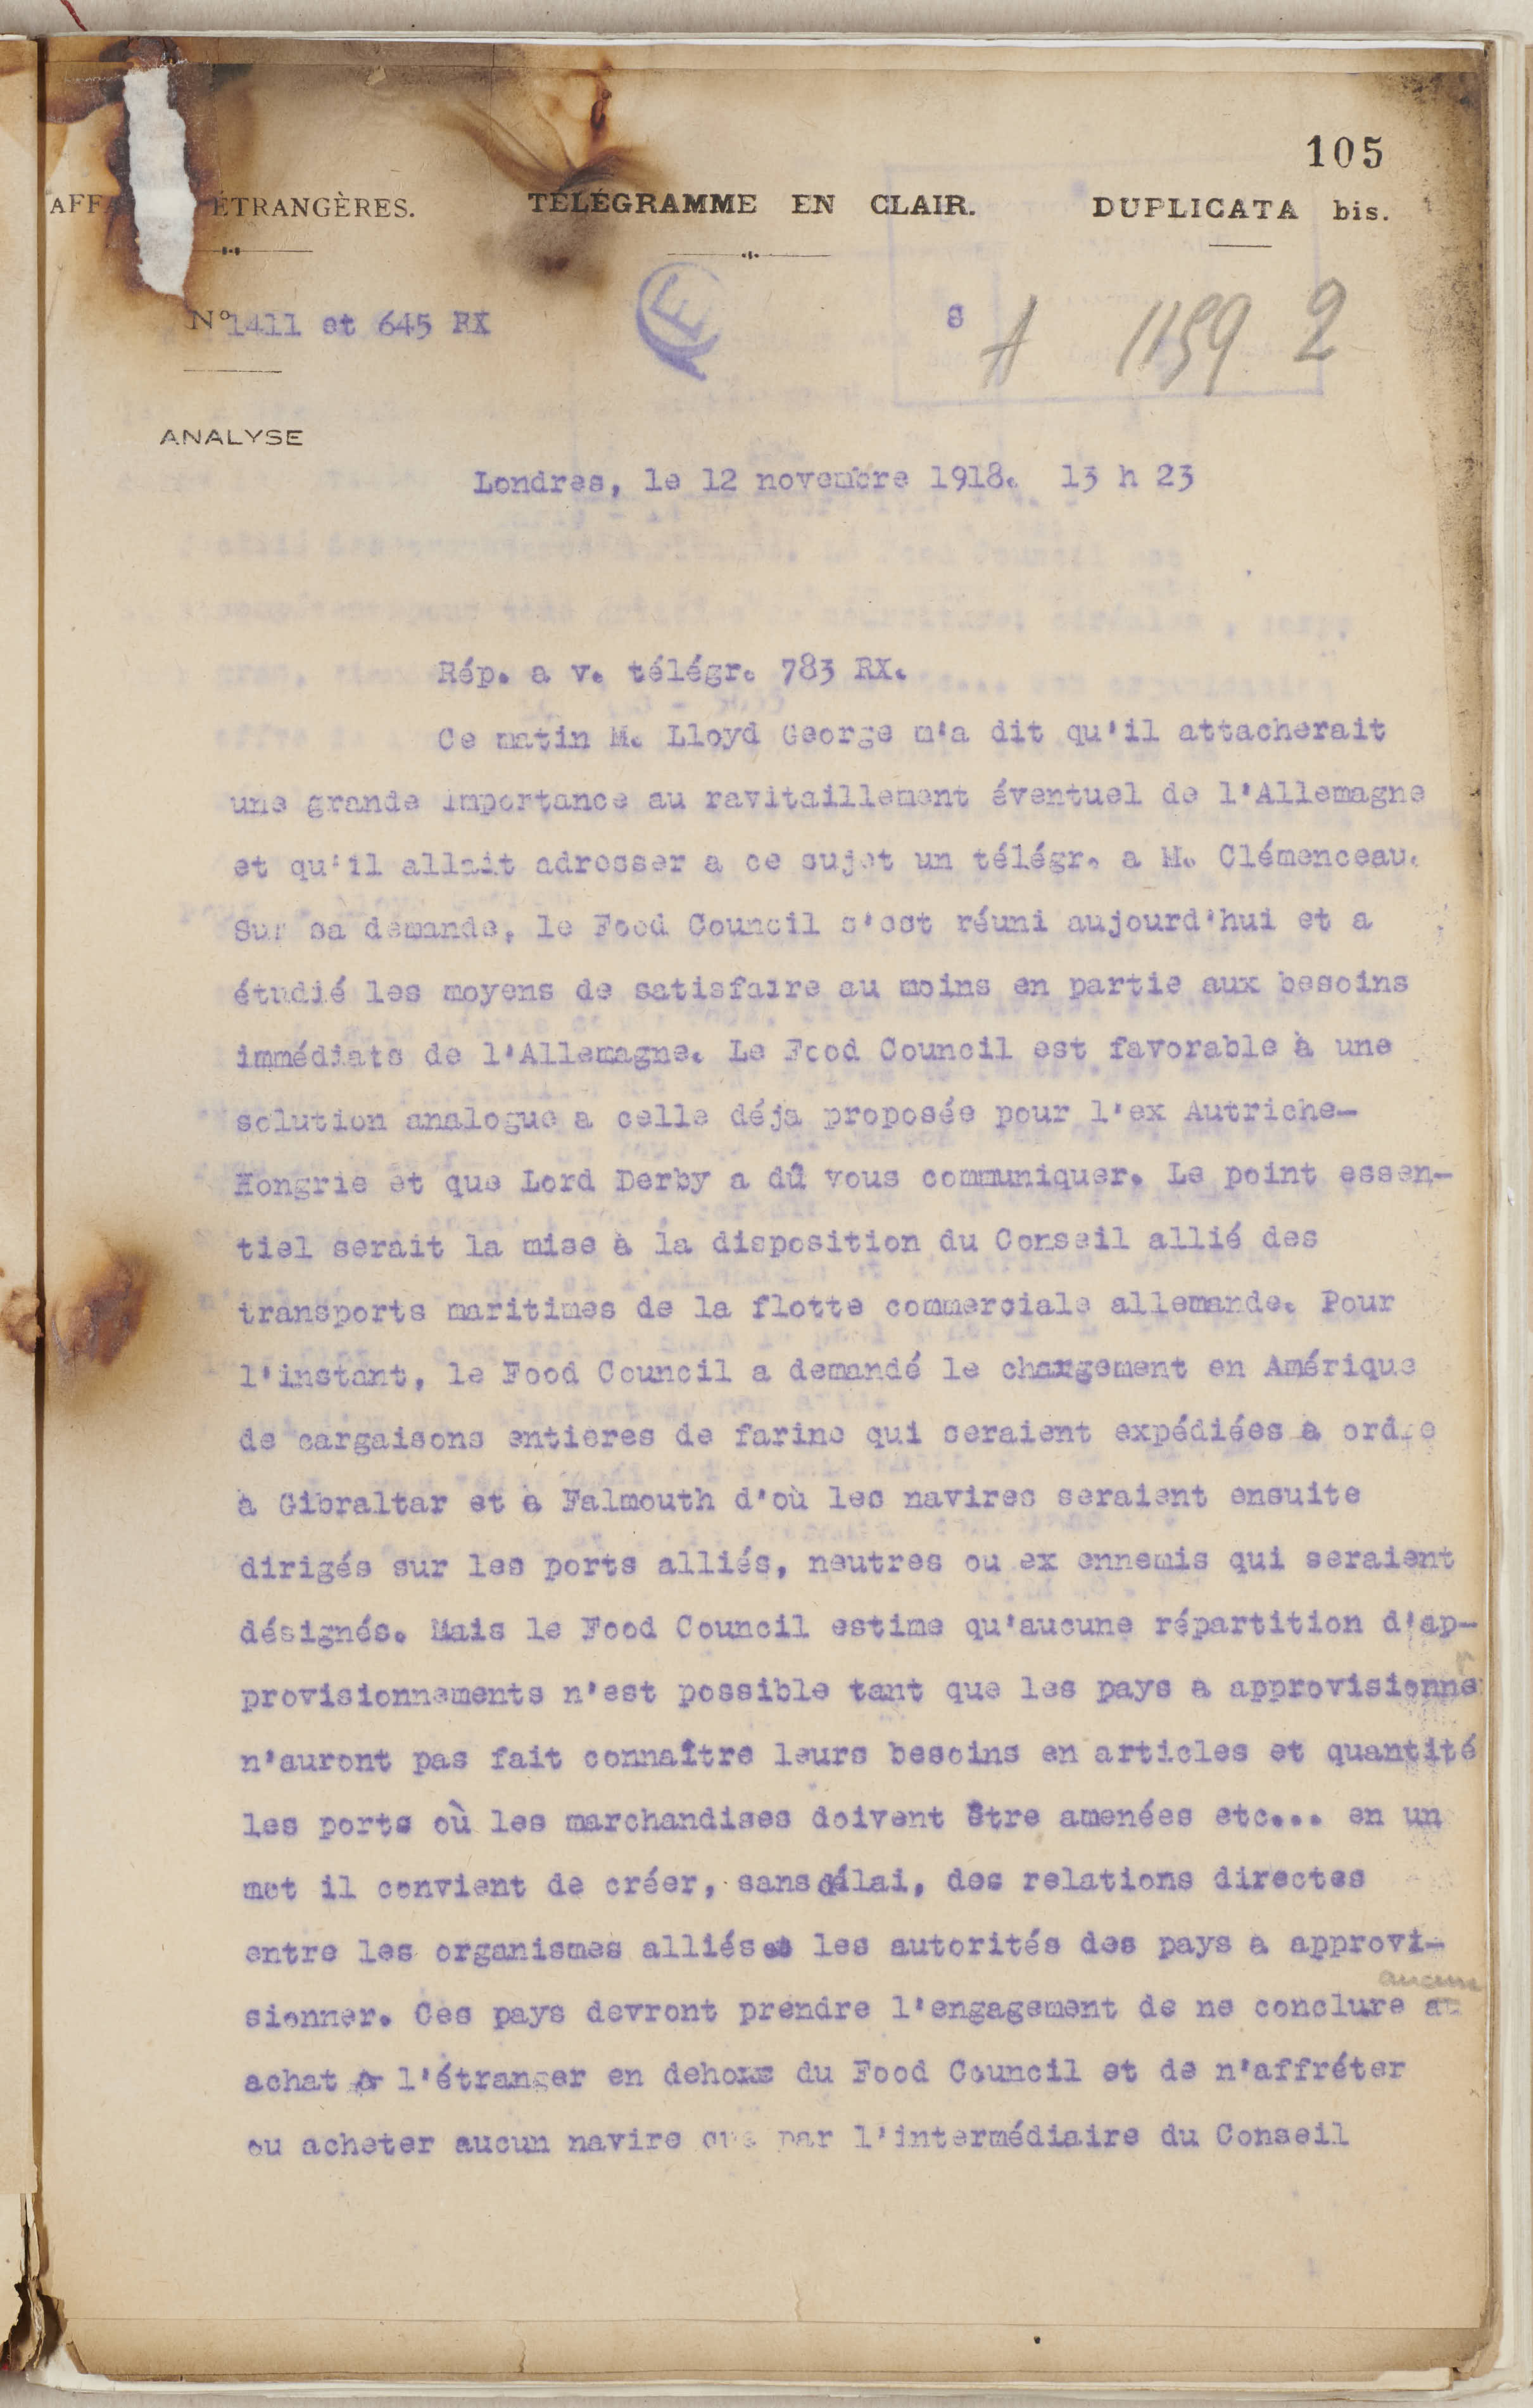 105
AFFA ÉTRANGÈRES. TÉLÉGRAMME EN CLAIR. DUPLICATA bis.
N° 1411 et 645 RX s A 1159 2
ANALYSE
Londres, le 12 novembre 1918. 13 h 23
Rép. a v. télégr. 783 RX.
Ce matin M. Lloyd George m'a dit qu'il attacherait
une grande importance au ravitaillement éventuel de l'Allemagne
et qu'il allait adresser a ce sujet un télégr. a M. Clémenceau.
Sur sa demande, le Food Council s'est réuni aujourd'hui et a
étudié les moyens de satisfaire au moins en partie aux besoins
immédiats de l'Allemagne. Le Food Council est favorable à une
solution analogue a celle déja proposée pour l'ex Autriche-
Hongrie et que Lord Derby a dû vous communiquer. Le point essen-
tiel serait la mise à la disposition du Conseil allié des
transports maritimes de la flotte commerciale allemande. Pour
l'instant, le Food Council a demandé le chargement en Amérique
de cargaisons entieres de farine qui seraient expédiées à ordre
à Gibraltar et à Falmouth d'où les navires seraient ensuite
dirigés sur les ports alliés, neutres ou ex ennemis qui seraient
désignés. Mais le Food Council estime qu'aucune répartition d'ap-
provisionnements n'est possible tant que les pays a approvisionner
n'auront pas fait connaître leurs besoins en articles et quantité
les ports où les marchandises doivent être amenées etc... en un
mot il convient de créer, sans délai, des relations directes
entre les organismes alliés et les autorités des pays a approvi-
aucun
sionner. Ces pays devront prendre l'engagement de ne conclure au
achat à l'étranger en dehors du Food Council et de n'affréter
ou acheter aucun navire que par l'intermédiaire du Conseil